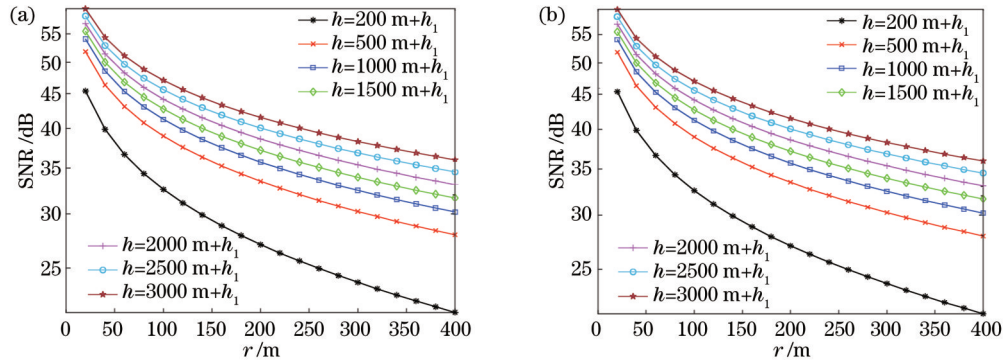 (a)
SNR/dB
55
50
45
40
35
30
25
0 50 100 150 200 250 300 350 400
r/m
h=200 m+h₁
h=500 m+h₁
h=1000 m+h₁
h=1500 m+h₁
h=2000 m+h₁
h=2500 m+h₁
h=3000 m+h₁
(b)
SNR/dB
55
50
45
40
35
30
25
0 50 100 150 200 250 300 350 400
r/m
h=200 m+h₁
h=500 m+h₁
h=1000 m+h₁
h=1500 m+h₁
h=2000 m+h₁
h=2500 m+h₁
h=3000 m+h₁